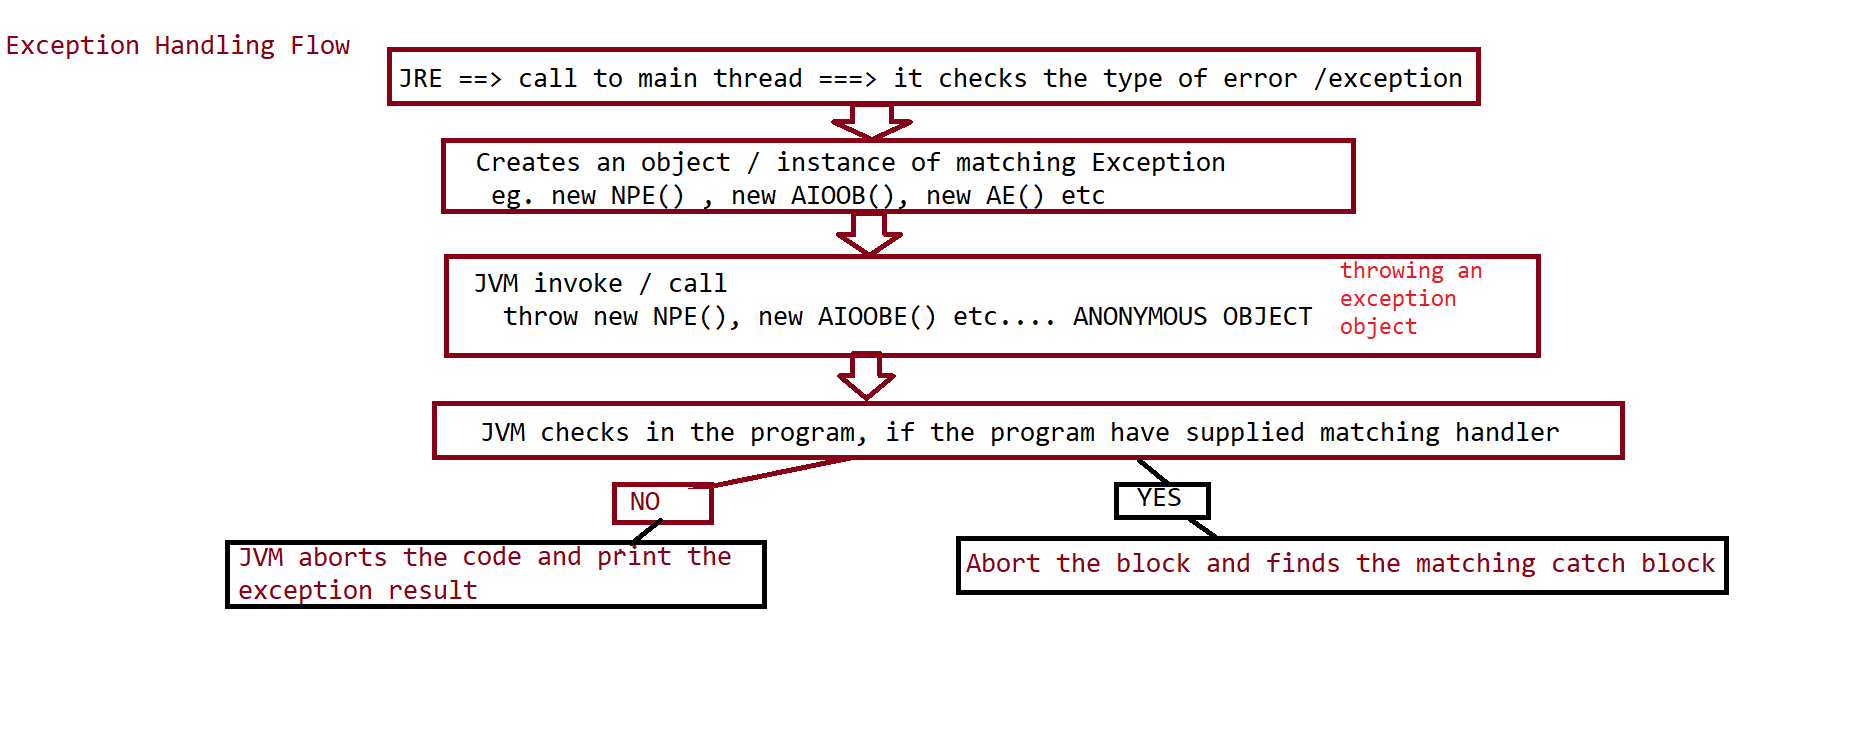 Exception Handling Flow
JRE ==> call to main thread ===> it checks the type of error /exception
Creates an object / instance of matching Exception
eg. new NPE() , new AIOOB(), new AE() etc
JVM invoke / call
throw new NPE(), new AIOOBE() etc.... ANONYMOUS OBJECT
throwing an
exception
object
JVM checks in the program, if the program have supplied matching handler
NO
YES
JVM aborts the code and print the
exception result
Abort the block and finds the matching catch block